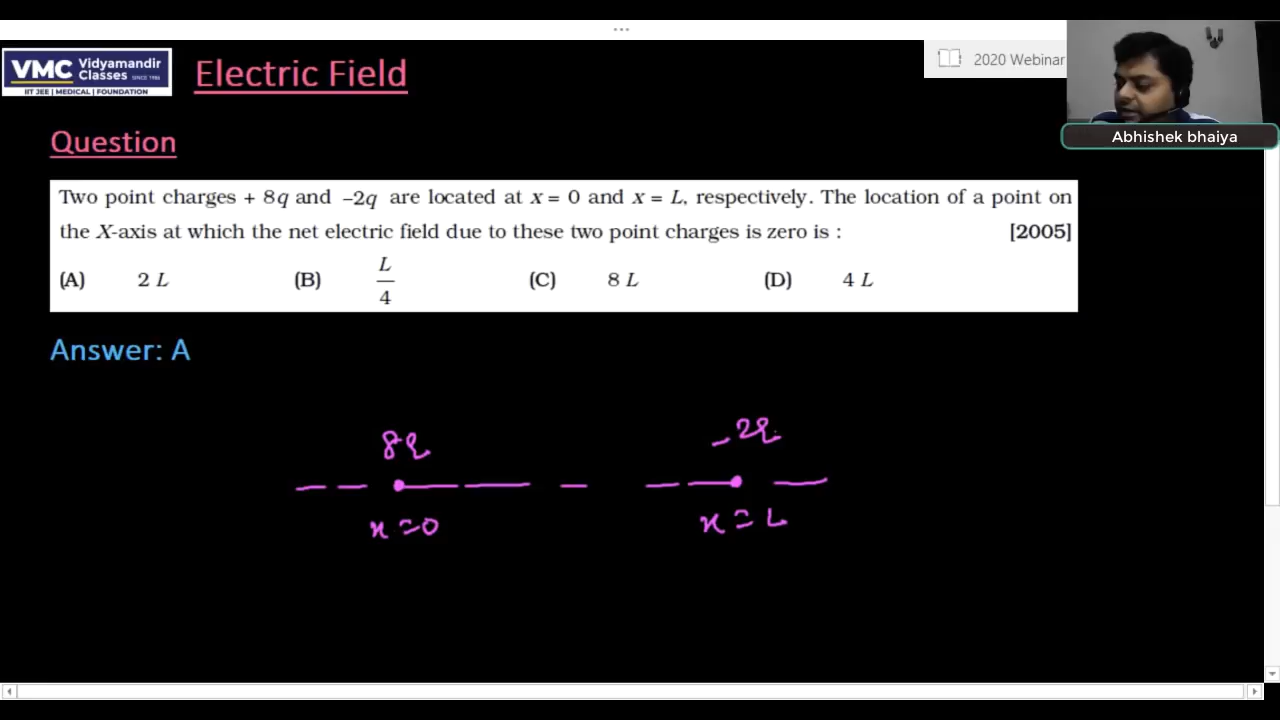 ...
VMC Vidyamandir Classes SINCE 1986
IIT JEE | MEDICAL | FOUNDATION
Electric Field
2020 Webinar
Abhishek bhaiya
Question
Two point charges + 8q and −2q are located at x = 0 and x = L, respectively. The location of a point on
the X-axis at which the net electric field due to these two point charges is zero is : [2005]
(A) 2 L (B) L/4 (C) 8 L (D) 4 L
Answer: A
8q -2q
x=0 x=L